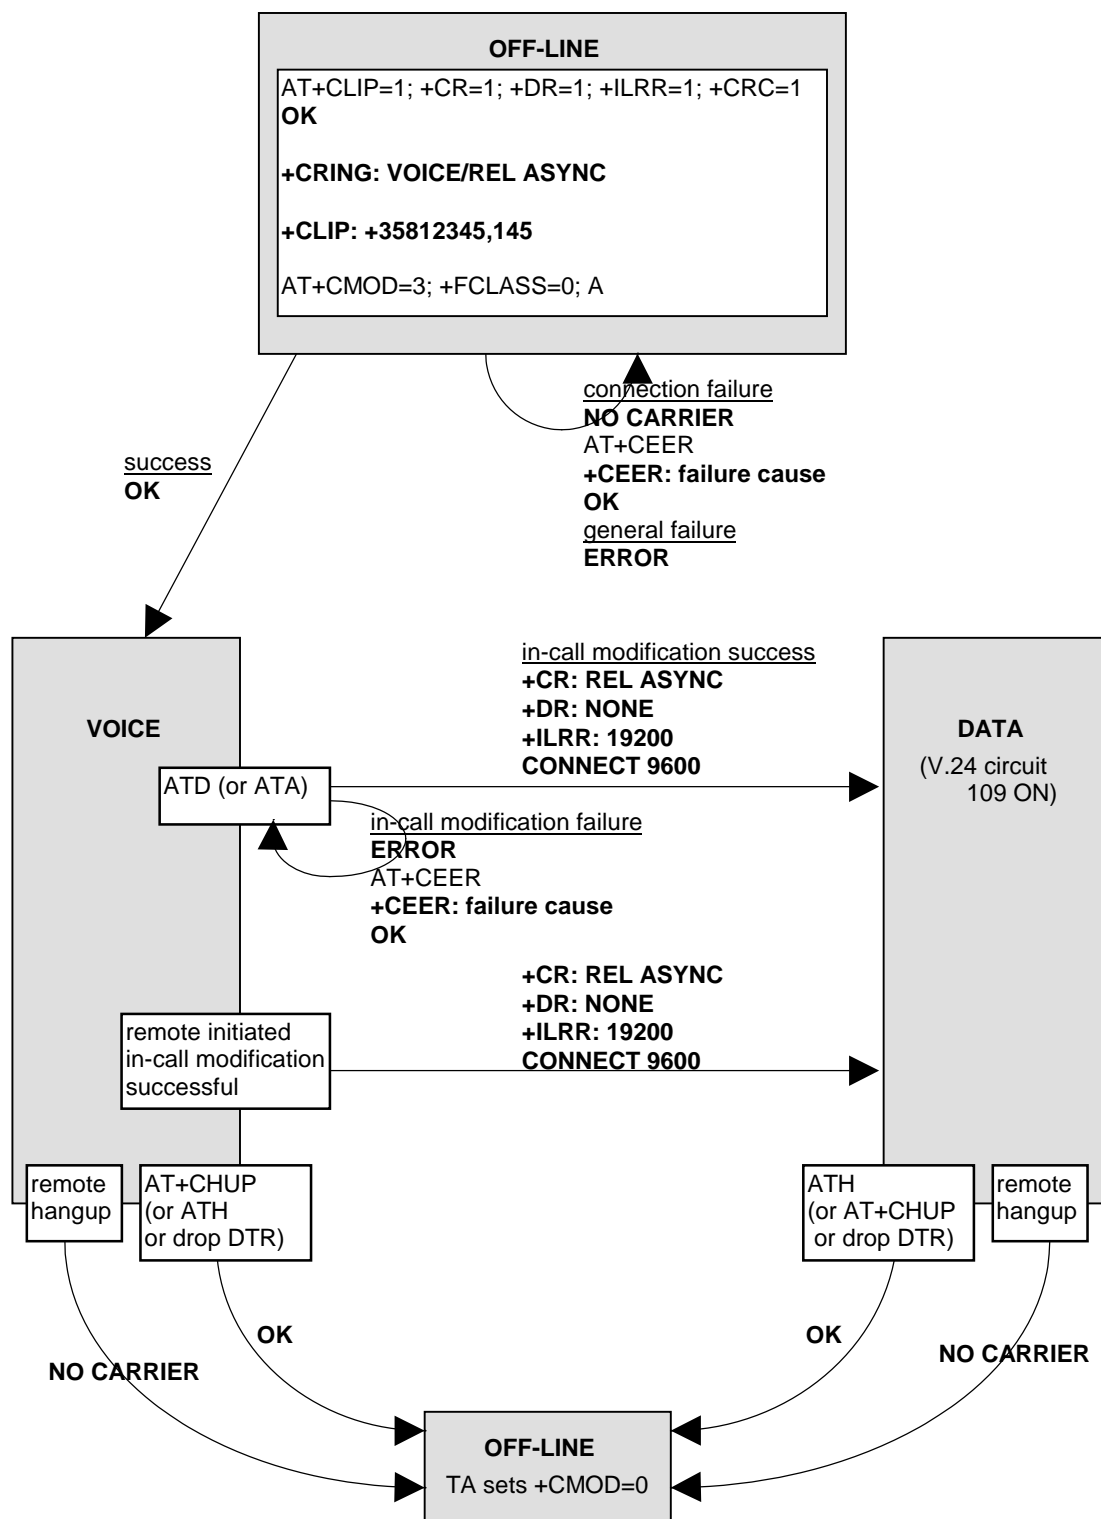 OFF-LINE
AT+CLIP=1; +CR=1; +DR=1; +ILRR=1; +CRC=1
OK
+CRING: VOICE/REL ASYNC
+CLIP: +35812345,145
AT+CMOD=3; +FCLASS=0; A
connection failure
NO CARRIER
AT+CEER
+CEER: failure cause
OK
general failure
ERROR
success
OK
VOICE
in-call modification success
+CR: REL ASYNC
+DR: NONE
+ILRR: 19200
CONNECT 9600
DATA
(V.24 circuit
109 ON)
ATD (or ATA)
in-call modification failure
ERROR
AT+CEER
+CEER: failure cause
OK
+CR: REL ASYNC
+DR: NONE
+ILRR: 19200
CONNECT 9600
remote initiated
in-call modification
successful
remote
hangup
AT+CHUP
(or ATH
or drop DTR)
ATH
(or AT+CHUP
or drop DTR)
remote
hangup
OK
NO CARRIER
OK
NO CARRIER
OFF-LINE
TA sets +CMOD=0